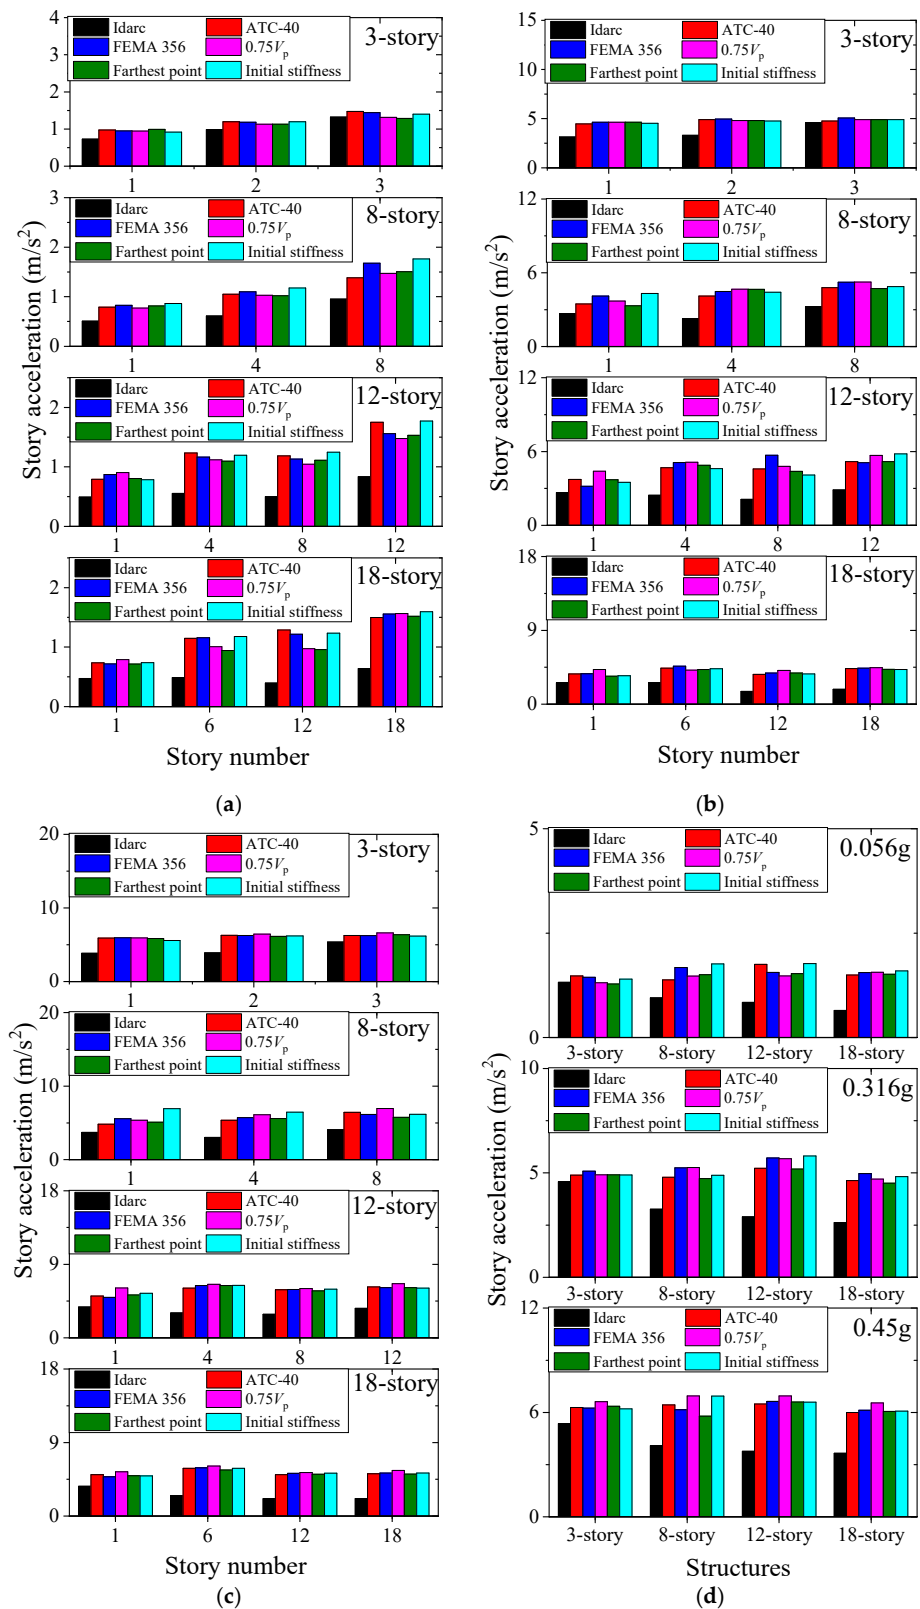 4
3
2
1
0
Idarc
ATC-40
FEMA 356
0.75Vp
Farthest point
Initial stiffness
3-story
1 2 3
3
2
1
0
Idarc
ATC-40
FEMA 356
0.75Vp
Farthest point
Initial stiffness
8-story
1 4 8
2
1
0
Idarc
ATC-40
FEMA 356
0.75Vp
Farthest point
Initial stiffness
12-story
1 4 8 12
2
1
0
Idarc
ATC-40
FEMA 356
0.75Vp
Farthest point
Initial stiffness
18-story
1 6 12 18
Story acceleration (m/s²)
Story number
(a)
15
10
5
0
Idarc
ATC-40
FEMA 356
0.75Vp
Farthest point
Initial stiffness
3-story
1 2 3
12
6
0
Idarc
ATC-40
FEMA 356
0.75Vp
Farthest point
Initial stiffness
8-story
1 4 8
12
6
0
Idarc
ATC-40
FEMA 356
0.75Vp
Farthest point
Initial stiffness
12-story
1 4 8 12
18
9
0
Idarc
ATC-40
FEMA 356
0.75Vp
Farthest point
Initial stiffness
18-story
1 6 12 18
Story acceleration (m/s²)
Story number
(b)
20
10
0
Idarc
ATC-40
FEMA 356
0.75Vp
Farthest point
Initial stiffness
3-story
1 2 3
20
10
0
Idarc
ATC-40
FEMA 356
0.75Vp
Farthest point
Initial stiffness
8-story
1 4 8
18
9
0
Idarc
ATC-40
FEMA 356
0.75Vp
Farthest point
Initial stiffness
12-story
1 4 8 12
18
9
0
Idarc
ATC-40
FEMA 356
0.75Vp
Farthest point
Initial stiffness
18-story
1 6 12 18
Story acceleration (m/s²)
Story number
(c)
5
0
Idarc
ATC-40
FEMA 356
0.75Vp
Farthest point
Initial stiffness
0.056g
3-story 8-story 12-story 18-story
10
5
0
Idarc
ATC-40
FEMA 356
0.75Vp
Farthest point
Initial stiffness
0.316g
3-story 8-story 12-story 18-story
12
6
0
Idarc
ATC-40
FEMA 356
0.75Vp
Farthest point
Initial stiffness
0.45g
3-story 8-story 12-story 18-story
Story acceleration (m/s²)
Structures
(d)